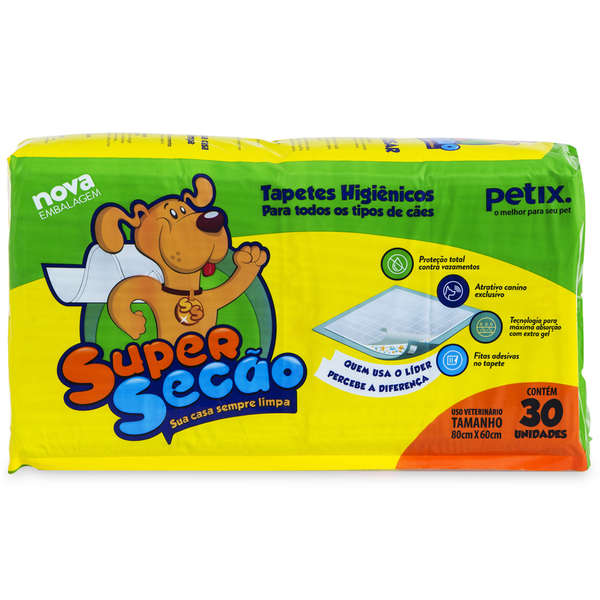 nova
EMBALAGEM
Tapetes Higiênicos
Para todos os tipos de cães
petix.
o melhor para seu pet
Proteção total
contra vazamentos
Atrativo canino
exclusivo
Tecnologia para
máxima absorção
com extra gel
Fitas adesivas
no tapete
QUEM USA O LÍDER
PERCEBE A DIFERENÇA
SS
Super
Secão
Sua casa sempre limpa
USO VETERINÁRIO
TAMANHO
80cm X 60cm
CONTÉM
30
UNIDADES